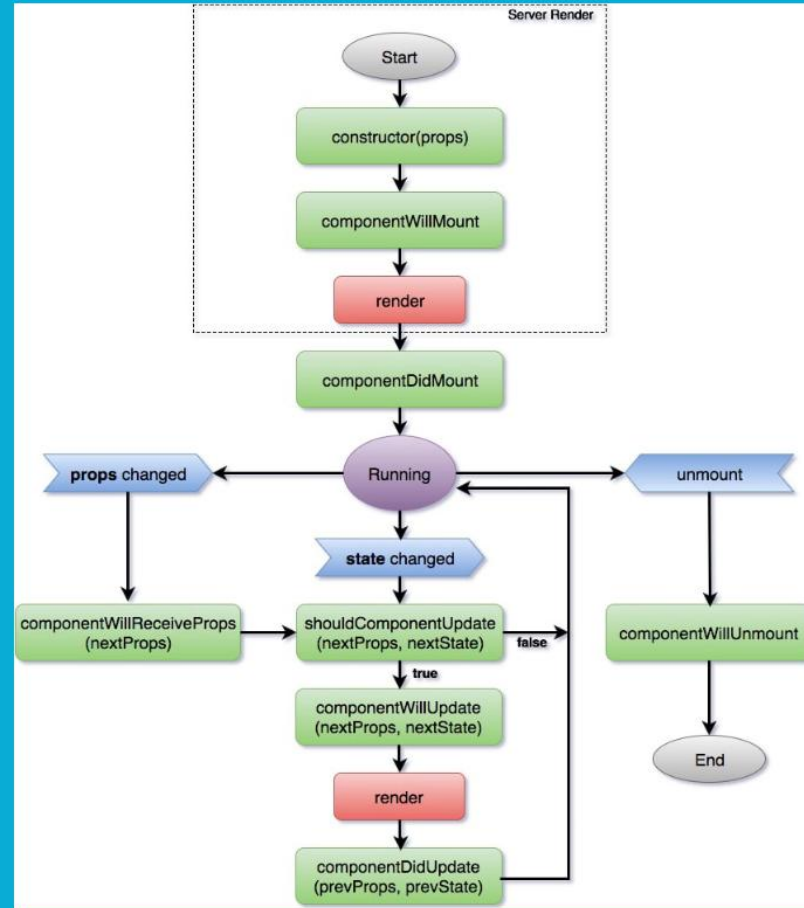 Server Render
Start
constructor(props)
componentWillMount
render
componentDidMount
props changed
Running
unmount
state changed
componentWillReceiveProps
(nextProps)
shouldComponentUpdate
(nextProps, nextState)
false
componentWillUnmount
true
componentWillUpdate
(nextProps, nextState)
render
End
componentDidUpdate
(prevProps, prevState)